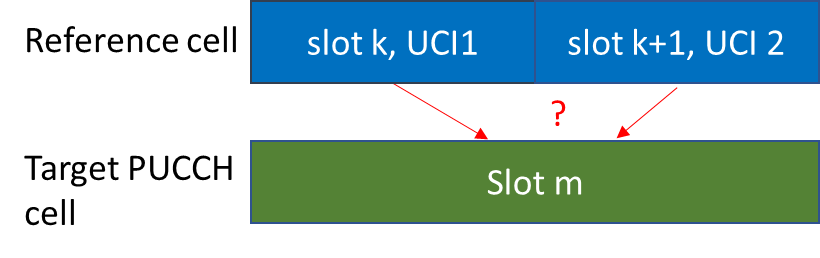 Reference cell
slot k, UCI1
slot k+1, UCI 2
?
Target PUCCH
cell
Slot m